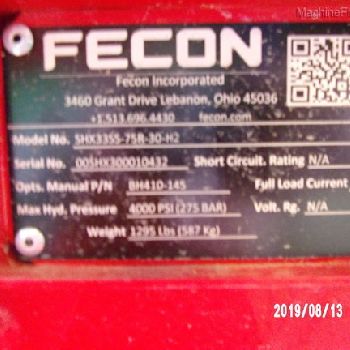 MachineF
FECON
Fecon Incorporated
3460 Grant Drive Lebanon, Ohio 45036
+1.513.696.4430 fecon.com
Model No. SHX3355-75R-30-H2
Serial No. 005HX300010432 Short Circuit. Rating N/A
Opts. Manual P/N BH410-145 Full Load Current
Max Hyd. Pressure 4000 PSI (275 BAR) Volt. Rg. N/A
Weight 1295 Lbs (587 Kg)
2019/08/13